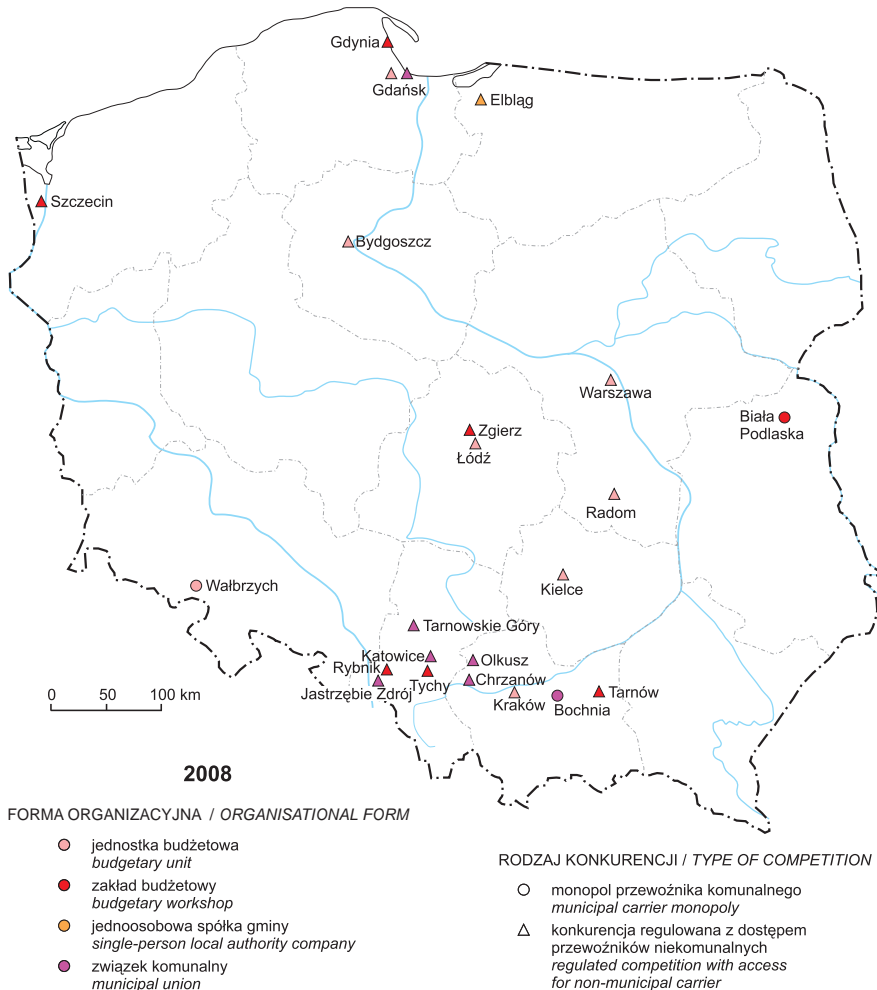 Gdynia
Gdańsk
Elbląg
Szczecin
Bydgoszcz
Warszawa
Biała
Podlaska
Zgierz
Łódź
Radom
Kielce
Wałbrzych
Tarnowskie Góry
Katowice
Olkusz
Rybnik
Chrzanów
Tychy
Jastrzębie Zdrój
Kraków
Tarnów
Bochnia
0 50 100 km
2008
FORMA ORGANIZACYJNA / ORGANISATIONAL FORM
jednostka budżetowa
budgetary unit
zakład budżetowy
budgetary workshop
jednoosobowa spółka gminy
single-person local authority company
związek komunalny
municipal union
RODZAJ KONKURENCJI / TYPE OF COMPETITION
monopol przewoźnika komunalnego
municipal carrier monopoly
konkurencja regulowana z dostępem
przewoźników niekomunalnych
regulated competition with access
for non-municipal carrier